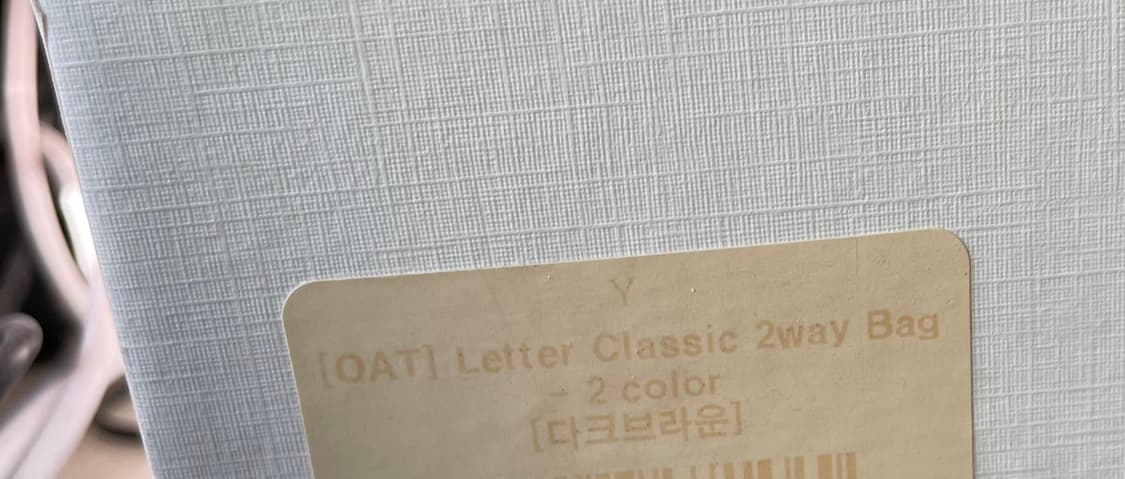 Y
[OAT] Letter Classic 2way Bag
- 2 color
[다크브라운]